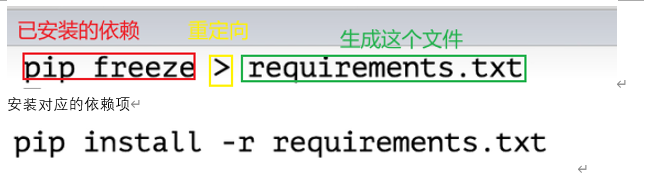 已安装的依赖 重定向 生成这个文件
pip freeze > requirements.txt
安装对应的依赖项
pip install -r requirements.txt